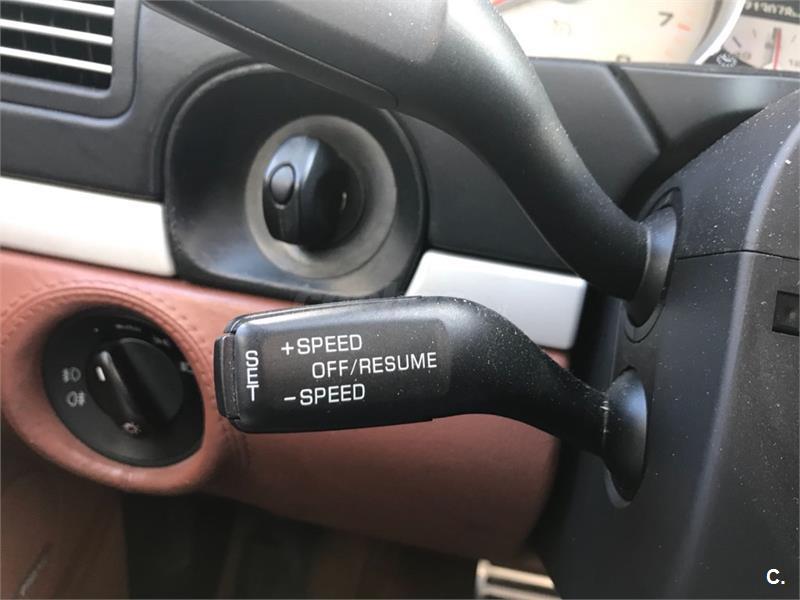 7
SET
+SPEED
OFF/RESUME
−SPEED
C.